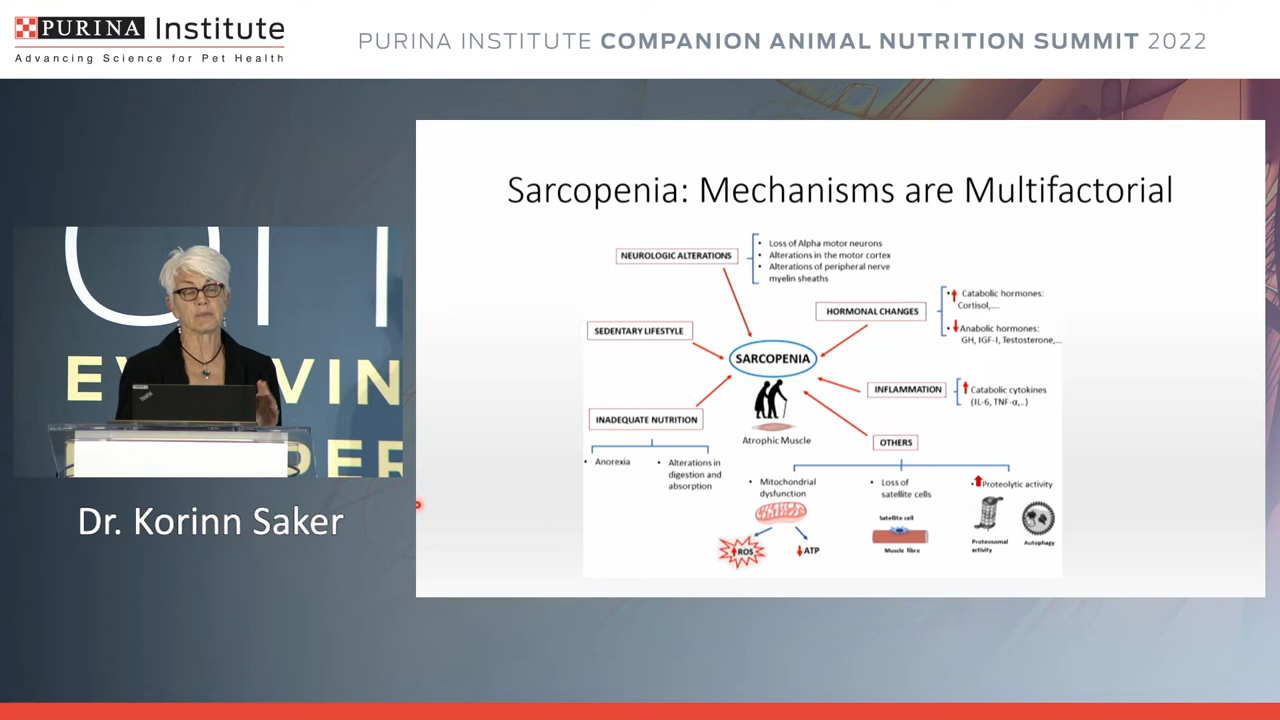 PURINA Institute
Advancing Science for Pet Health
PURINA INSTITUTE COMPANION ANIMAL NUTRITION SUMMIT 2022
Sarcopenia: Mechanisms are Multifactorial
NEUROLOGIC ALTERATIONS
• Loss of Alpha motor neurons
• Alterations in the motor cortex
• Alterations of peripheral nerve
myelin sheaths
HORMONAL CHANGES
• Catabolic hormones:
Cortisol,....
• Anabolic hormones:
GH, IGF-I, Testosterone,...
SEDENTARY LIFESTYLE
SARCOPENIA
Atrophic Muscle
INFLAMMATION
Catabolic cytokines
(IL-6, TNF-α,..)
INADEQUATE NUTRITION
• Anorexia
• Alterations in
digestion and
absorption
OTHERS
• Mitochondrial
dysfunction
ROS
ATP
• Loss of
satellite cells
Satellite cell
Muscle fibre
• Proteolytic activity
Proteosomal
activity
Autophagy
EV VIN
DER
Dr. Korinn Saker